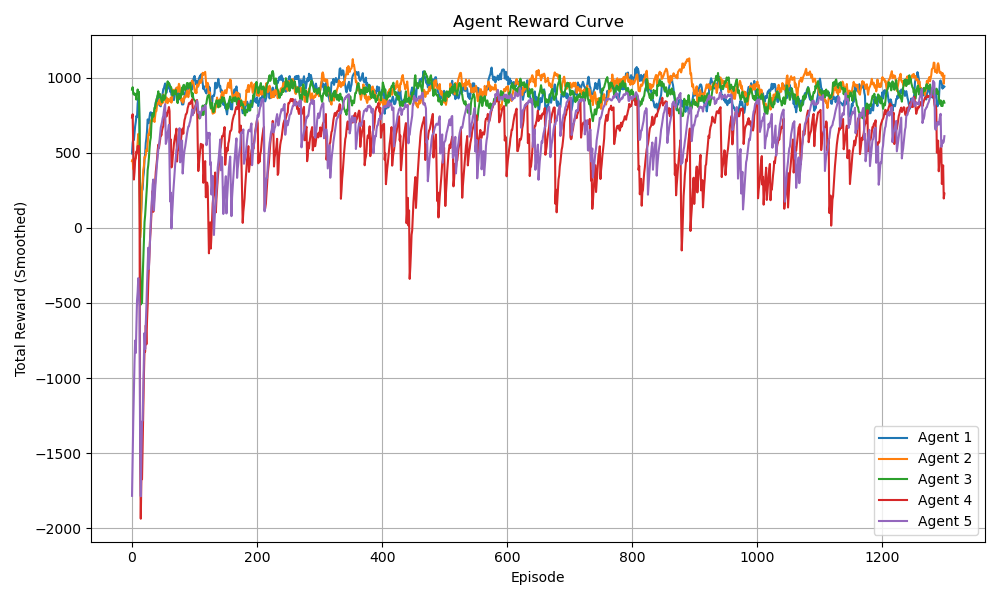 Agent Reward Curve
Total Reward (Smoothed)
1000
500
0
−500
−1000
−1500
−2000
0 200 400 600 800 1000 1200
Episode
Agent 1
Agent 2
Agent 3
Agent 4
Agent 5